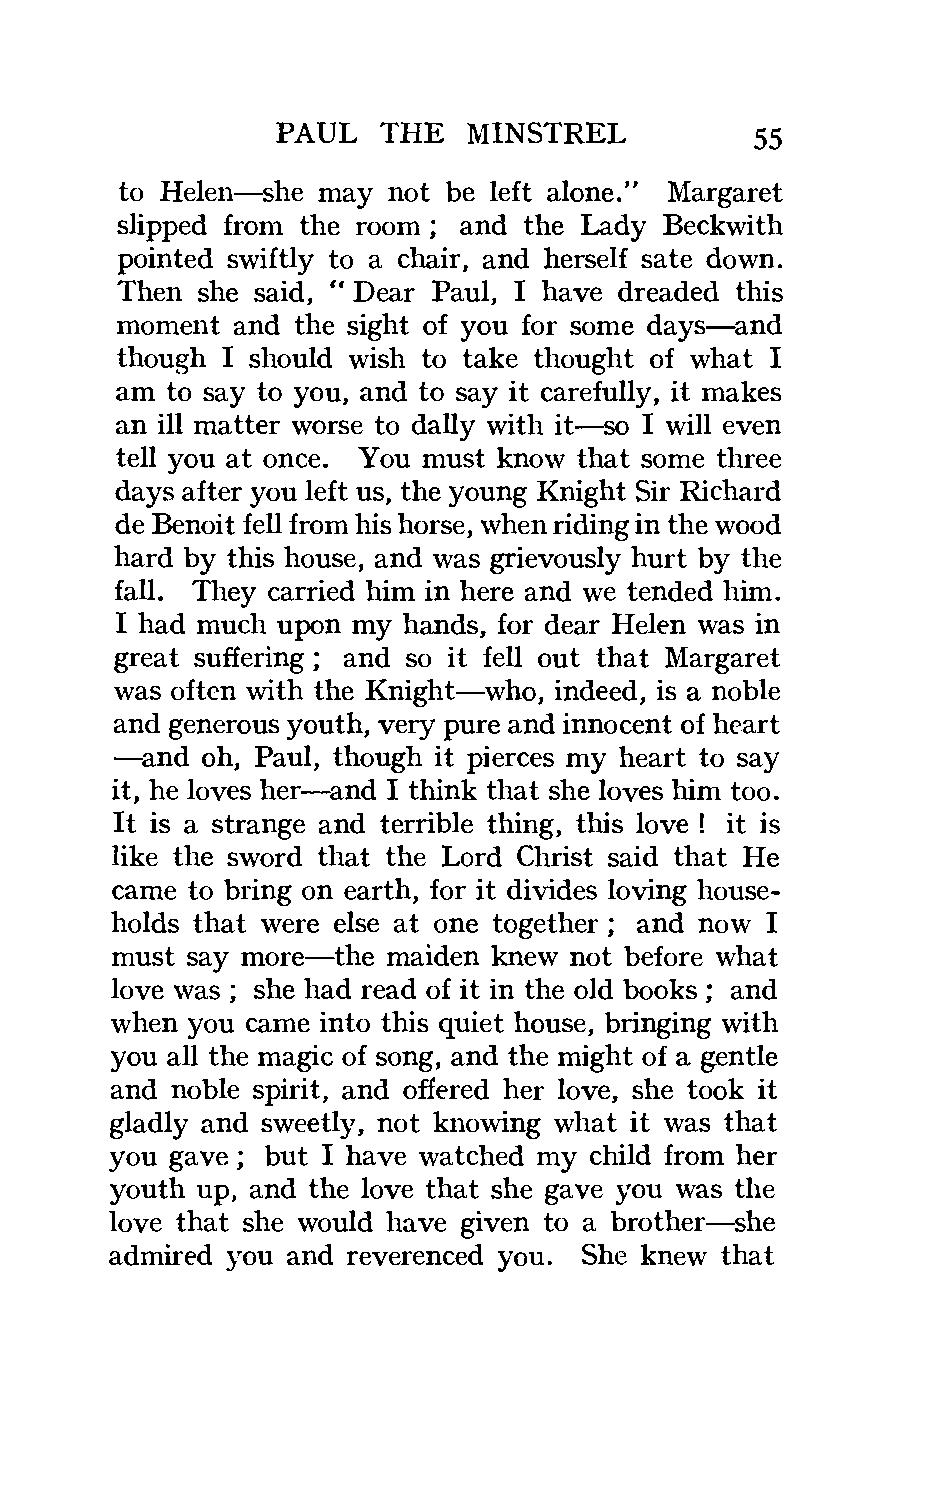 PAUL THE MINSTREL 55
to Helen—she may not be left alone." Margaret
slipped from the room ; and the Lady Beckwith
pointed swiftly to a chair, and herself sate down.
Then she said, " Dear Paul, I have dreaded this
moment and the sight of you for some days—and
though I should wish to take thought of what I
am to say to you, and to say it carefully, it makes
an ill matter worse to dally with it—so I will even
tell you at once. You must know that some three
days after you left us, the young Knight Sir Richard
de Benoit fell from his horse, when riding in the wood
hard by this house, and was grievously hurt by the
fall. They carried him in here and we tended him.
I had much upon my hands, for dear Helen was in
great suffering ; and so it fell out that Margaret
was often with the Knight—who, indeed, is a noble
and generous youth, very pure and innocent of heart
—and oh, Paul, though it pierces my heart to say
it, he loves her—and I think that she loves him too.
It is a strange and terrible thing, this love ! it is
like the sword that the Lord Christ said that He
came to bring on earth, for it divides loving house-
holds that were else at one together ; and now I
must say more—the maiden knew not before what
love was ; she had read of it in the old books ; and
when you came into this quiet house, bringing with
you all the magic of song, and the might of a gentle
and noble spirit, and offered her love, she took it
gladly and sweetly, not knowing what it was that
you gave ; but I have watched my child from her
youth up, and the love that she gave you was the
love that she would have given to a brother—she
admired you and reverenced you. She knew that